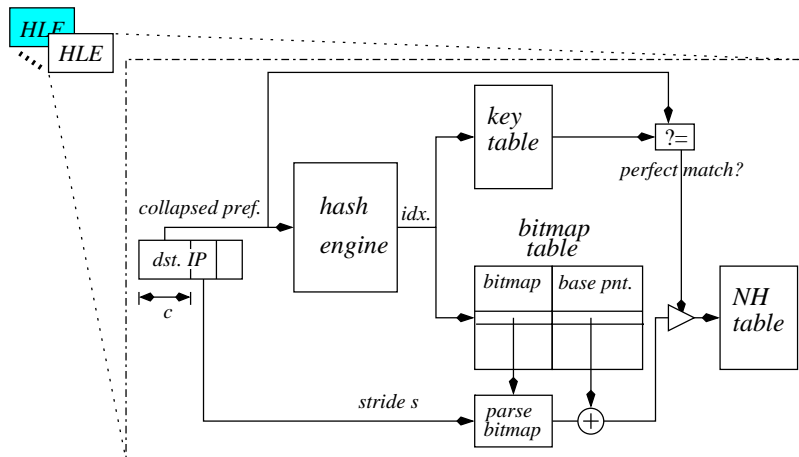 HLE
HLE
key
table
?=
perfect match?
collapsed pref.
hash
engine
idx.
bitmap
table
dst. IP
bitmap
base pnt.
NH
table
c
stride s
parse
bitmap
+